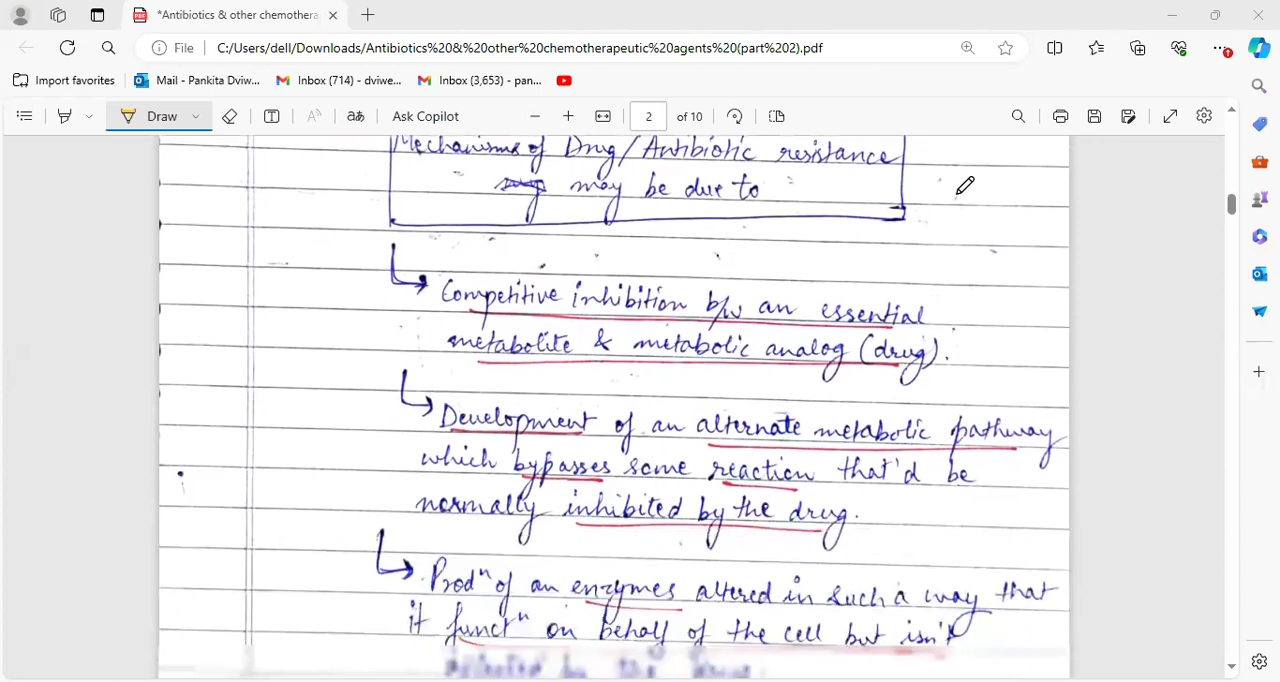 *Antibiotics & other chemothera
File C:/Users/dell/Downloads/Antibiotics%20&%20other%20chemotherapeutic%20agents%20(part%202).pdf
Import favorites Mail - Pankita Dviw... Inbox (714) - dviwe... Inbox (3,653) - pan...
Draw Ask Copilot 2 of 10
Mechanisms of Drug/Antibiotic resistance
may be due to
Competitive inhibition b/w an essential
metabolite & metabolic analog (drug).
Development of an alternate metabolic pathway
which bypasses some reaction that'd be
normally inhibited by the drug.
Prodⁿ of an enzymes altered in such a way that
it functⁿ on behalf of the cell but isn't